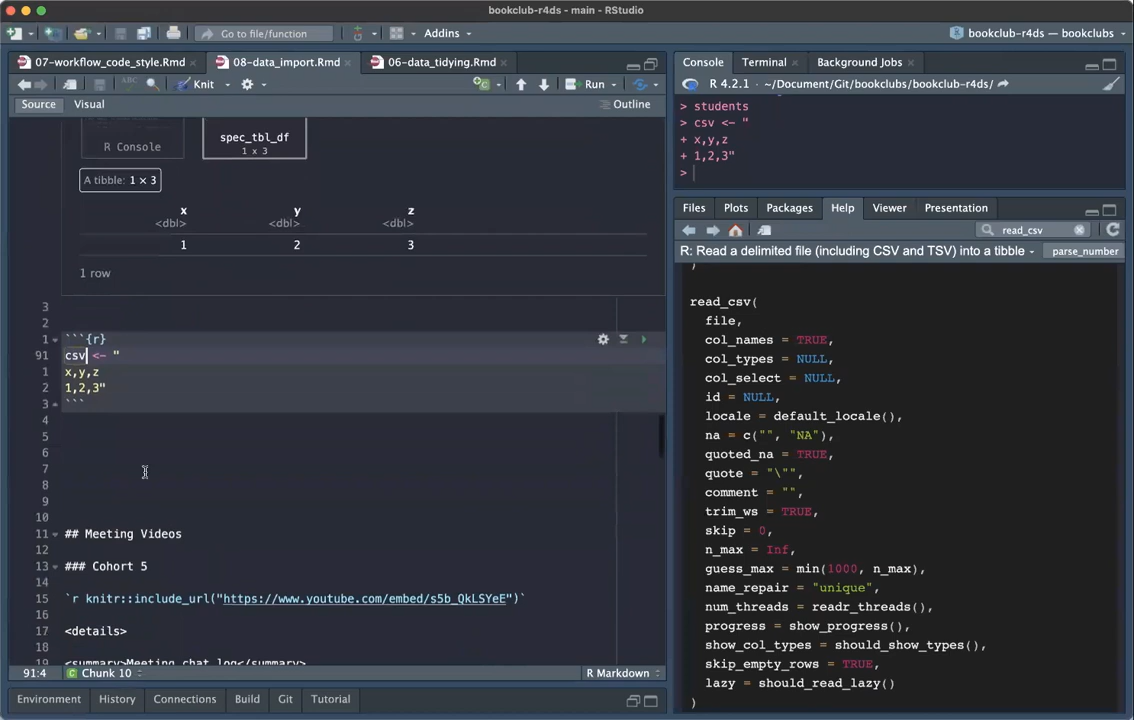 bookclub-r4ds - main - RStudio
Go to file/function
Addins
bookclub-r4ds — bookclubs
07-workflow_code_style.Rmd
08-data_import.Rmd
06-data_tidying.Rmd
ABC
Knit
Run
Source
Visual
Outline
R Console
spec_tbl_df
1 x 3
A tibble: 1 × 3
x y z
<dbl> <dbl> <dbl>
1 2 3
1 row
3
2
1 ```{r}
91 csv <- "
1 x,y,z
2 1,2,3"
3 ```
4
5
6
7
8
9
10
11 ## Meeting Videos
12
13 ### Cohort 5
14
15 `r knitr::include_url("https://www.youtube.com/embed/s5b_QkLSYeE")`
16
17 <details>
18
19 <summary>Meeting chat log</summary>
91:4
Chunk 10
R Markdown
Environment
History
Connections
Build
Git
Tutorial
Console
Terminal
Background Jobs
R 4.2.1 · ~/Document/Git/bookclubs/bookclub-r4ds/
> students
> csv <- "
+ x,y,z
+ 1,2,3"
>
Files
Plots
Packages
Help
Viewer
Presentation
read_csv
R: Read a delimited file (including CSV and TSV) into a tibble
parse_number
)
read_csv(
file,
col_names = TRUE,
col_types = NULL,
col_select = NULL,
id = NULL,
locale = default_locale(),
na = c("", "NA"),
quoted_na = TRUE,
quote = "\"",
comment = "",
trim_ws = TRUE,
skip = 0,
n_max = Inf,
guess_max = min(1000, n_max),
name_repair = "unique",
num_threads = readr_threads(),
progress = show_progress(),
show_col_types = should_show_types(),
skip_empty_rows = TRUE,
lazy = should_read_lazy()
)